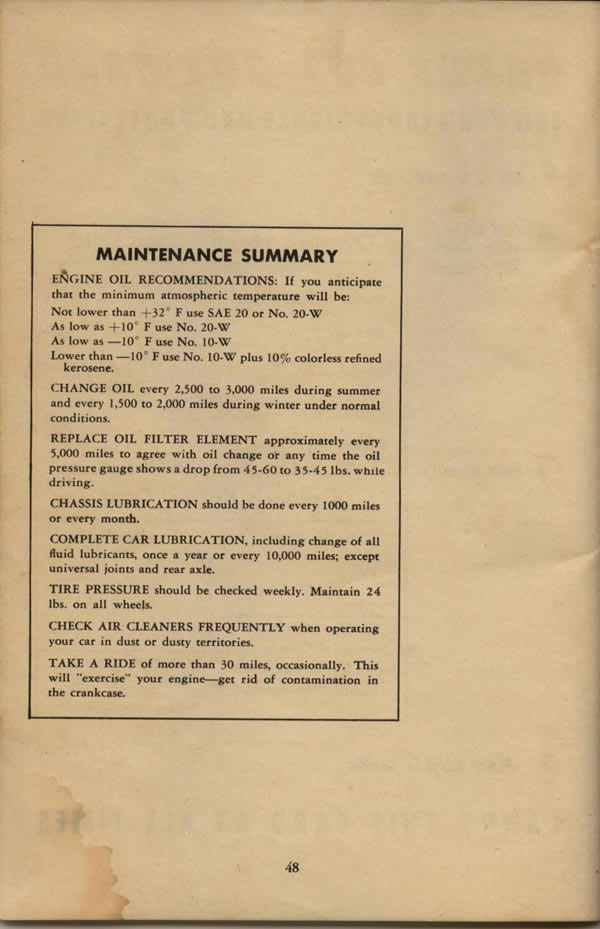 MAINTENANCE SUMMARY
ENGINE OIL RECOMMENDATIONS: If you anticipate
that the minimum atmospheric temperature will be:
Not lower than +32° F use SAE 20 or No. 20-W
As low as +10° F use No. 20-W
As low as —10° F use No. 10-W
Lower than —10° F use No. 10-W plus 10% colorless refined
kerosene.
CHANGE OIL every 2,500 to 3,000 miles during summer
and every 1,500 to 2,000 miles during winter under normal
conditions.
REPLACE OIL FILTER ELEMENT approximately every
5,000 miles to agree with oil change or any time the oil
pressure gauge shows a drop from 45-60 to 35-45 lbs. while
driving.
CHASSIS LUBRICATION should be done every 1000 miles
or every month.
COMPLETE CAR LUBRICATION, including change of all
fluid lubricants, once a year or every 10,000 miles; except
universal joints and rear axle.
TIRE PRESSURE should be checked weekly. Maintain 24
lbs. on all wheels.
CHECK AIR CLEANERS FREQUENTLY when operating
your car in dust or dusty territories.
TAKE A RIDE of more than 30 miles, occasionally. This
will "exercise" your engine—get rid of contamination in
the crankcase.
48